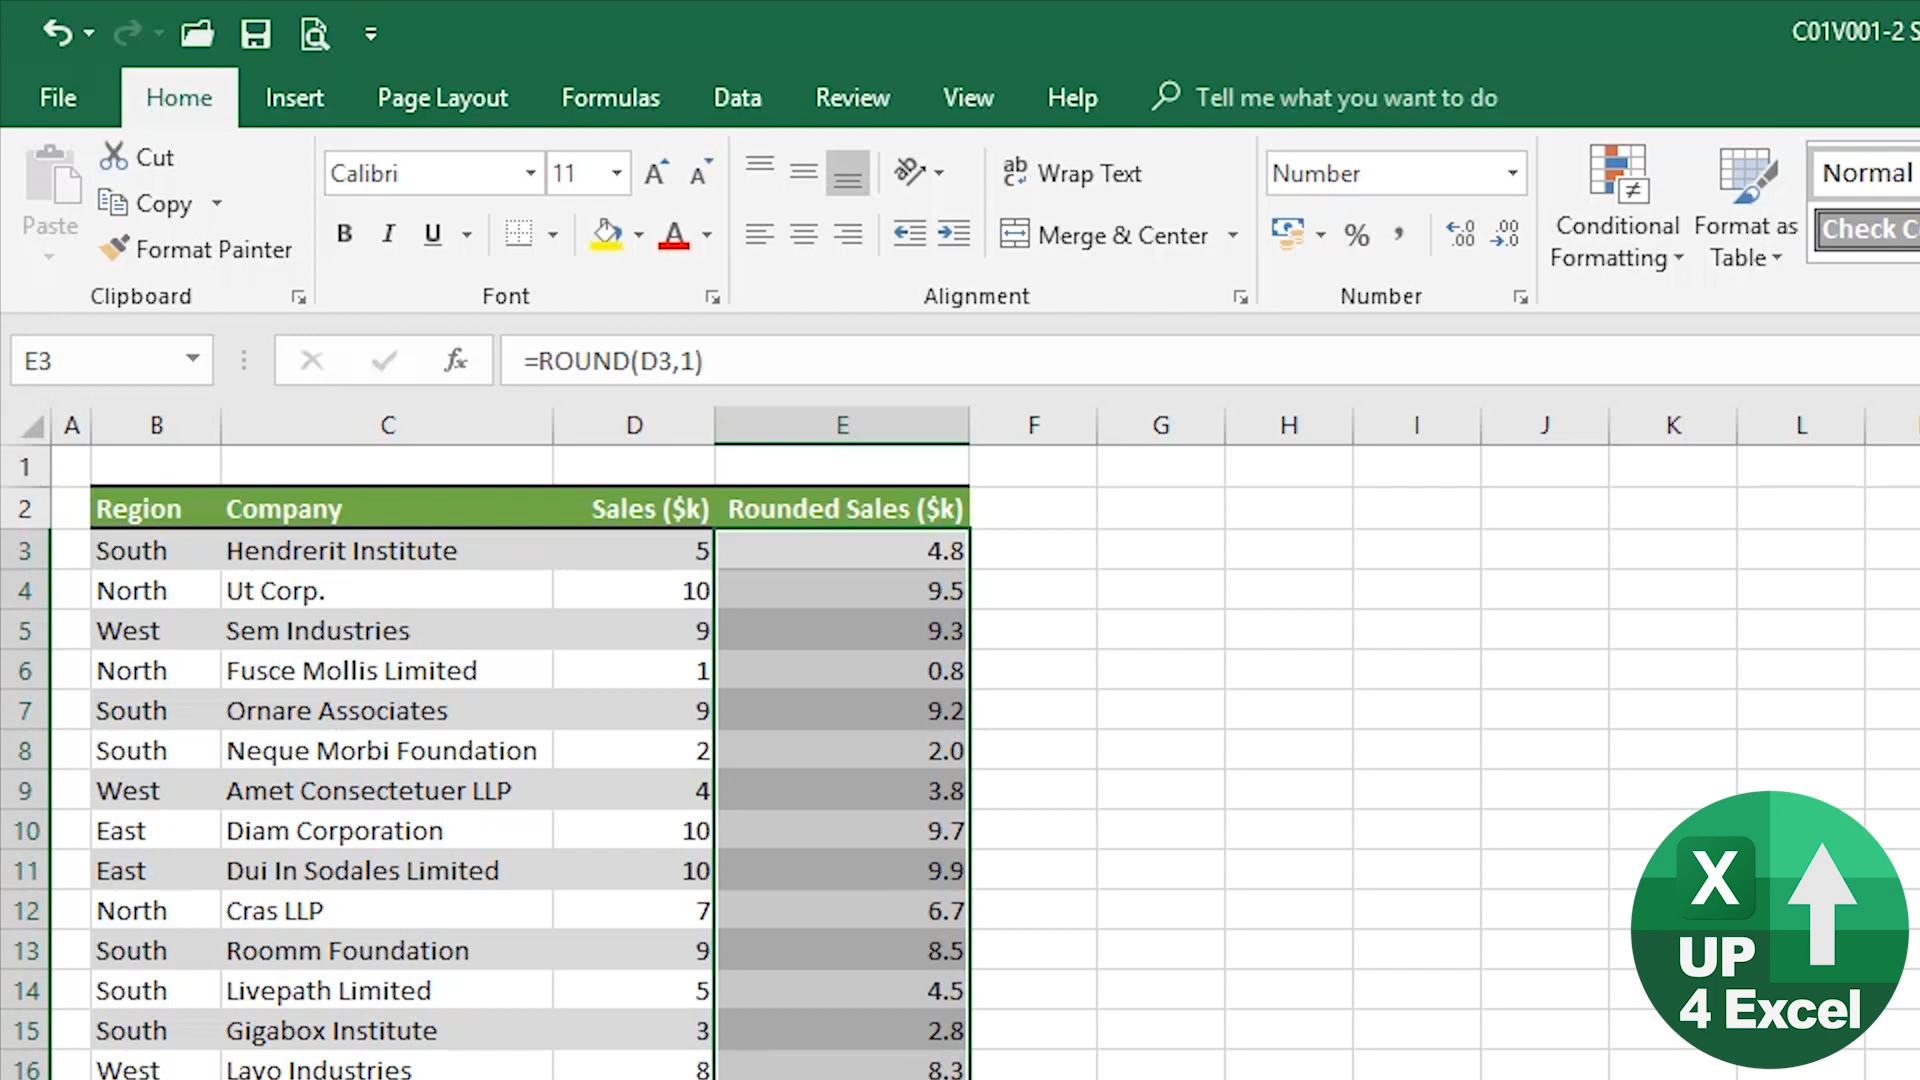 C01V001-2 S
File Home Insert Page Layout Formulas Data Review View Help Tell me what you want to do
Paste
Cut
Copy
Format Painter
Clipboard
Calibri 11 A A
B I U A
Font
ab
ab c Wrap Text
Merge & Center
Alignment
Number
% , .0 .00 .00 .0
Number
Conditional Formatting
Format as Table
Normal
Check C
E3 fx =ROUND(D3,1)
A B C D E F G H I J K L
1
2 Region Company Sales ($k) Rounded Sales ($k)
3 South Hendrerit Institute 5 4.8
4 North Ut Corp. 10 9.5
5 West Sem Industries 9 9.3
6 North Fusce Mollis Limited 1 0.8
7 South Ornare Associates 9 9.2
8 South Neque Morbi Foundation 2 2.0
9 West Amet Consectetuer LLP 4 3.8
10 East Diam Corporation 10 9.7
11 East Dui In Sodales Limited 10 9.9
12 North Cras LLP 7 6.7
13 South Roomm Foundation 9 8.5
14 South Livepath Limited 5 4.5
15 South Gigabox Institute 3 2.8
16 West Layo Industries 8 8.3
X
UP
4 Excel